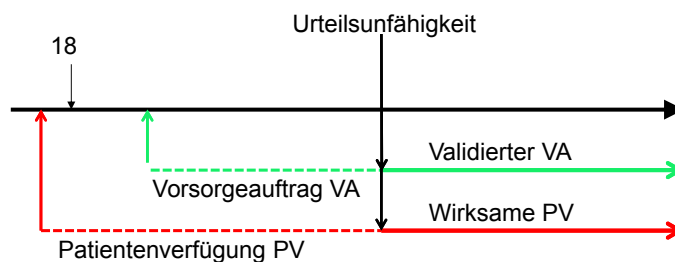 Urteilsunfähigkeit
18
Validierter VA
Vorsorgeauftrag VA
Wirksame PV
Patientenverfügung PV